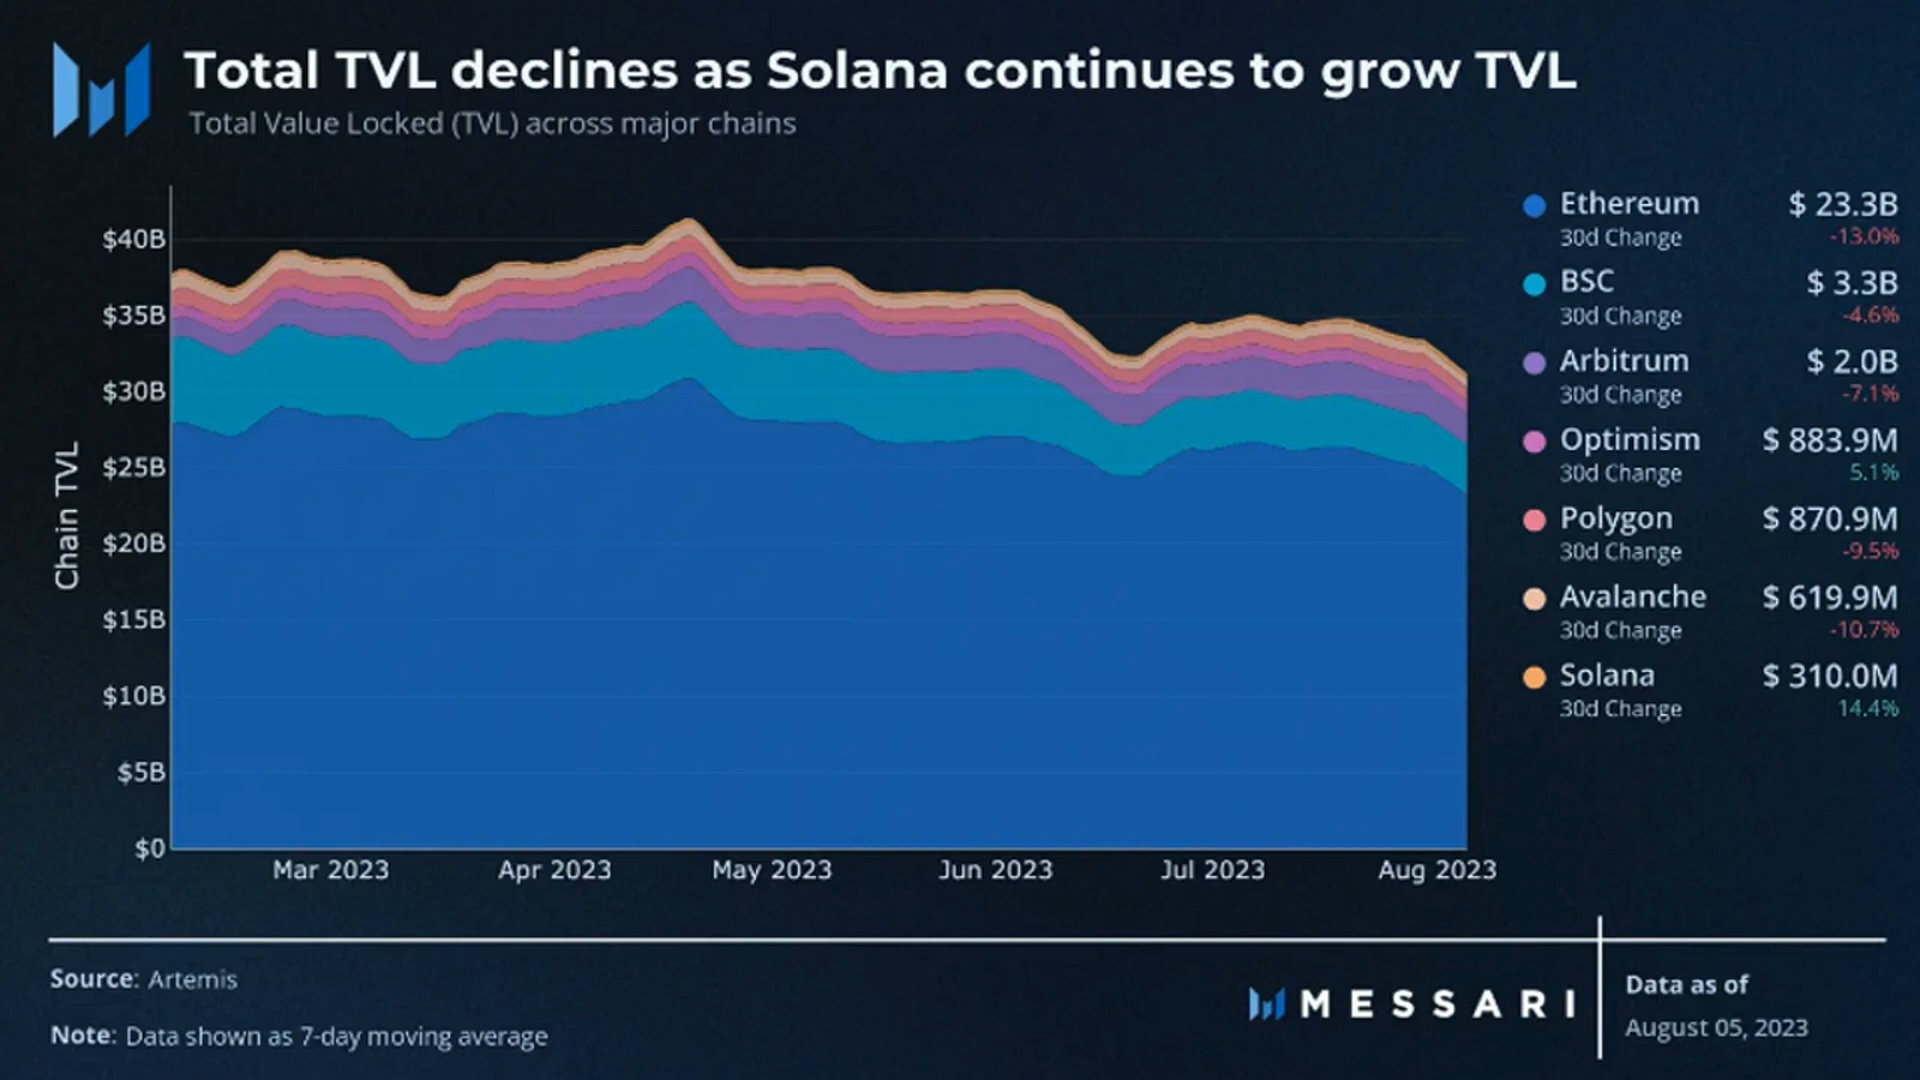 Total TVL declines as Solana continues to grow TVL
Total Value Locked (TVL) across major chains
Chain TVL
$40B
$35B
$30B
$25B
$20B
$15B
$10B
$5B
$0
Mar 2023
Apr 2023
May 2023
Jun 2023
Jul 2023
Aug 2023
Ethereum $ 23.3B
30d Change -13.0%
BSC $ 3.3B
30d Change -4.6%
Arbitrum $ 2.0B
30d Change -7.1%
Optimism $ 883.9M
30d Change 5.1%
Polygon $ 870.9M
30d Change -9.5%
Avalanche $ 619.9M
30d Change -10.7%
Solana $ 310.0M
30d Change 14.4%
Source: Artemis
Note: Data shown as 7-day moving average
MESSARI
Data as of
August 05, 2023